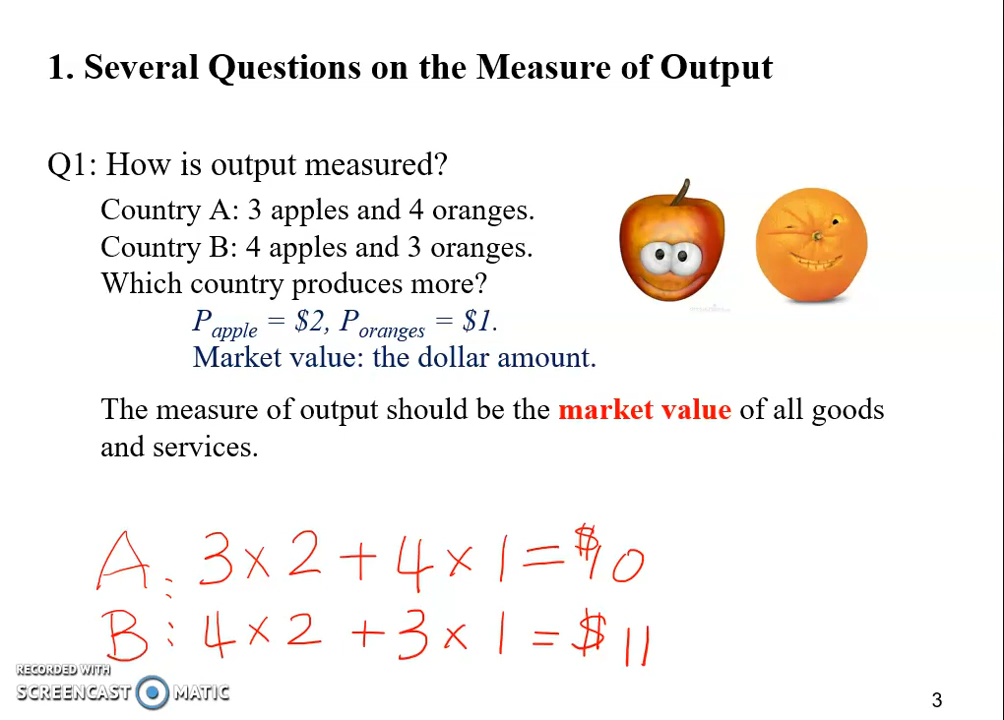 1. Several Questions on the Measure of Output
Q1: How is output measured?
Country A: 3 apples and 4 oranges.
Country B: 4 apples and 3 oranges.
Which country produces more?
P apple = $2, P oranges = $1.
Market value: the dollar amount.
The measure of output should be the market value of all goods
and services.
A: 3 × 2 + 4 × 1 = $10
B: 4 × 2 + 3 × 1 = $11
RECORDED WITH
SCREENCAST MATIC
3